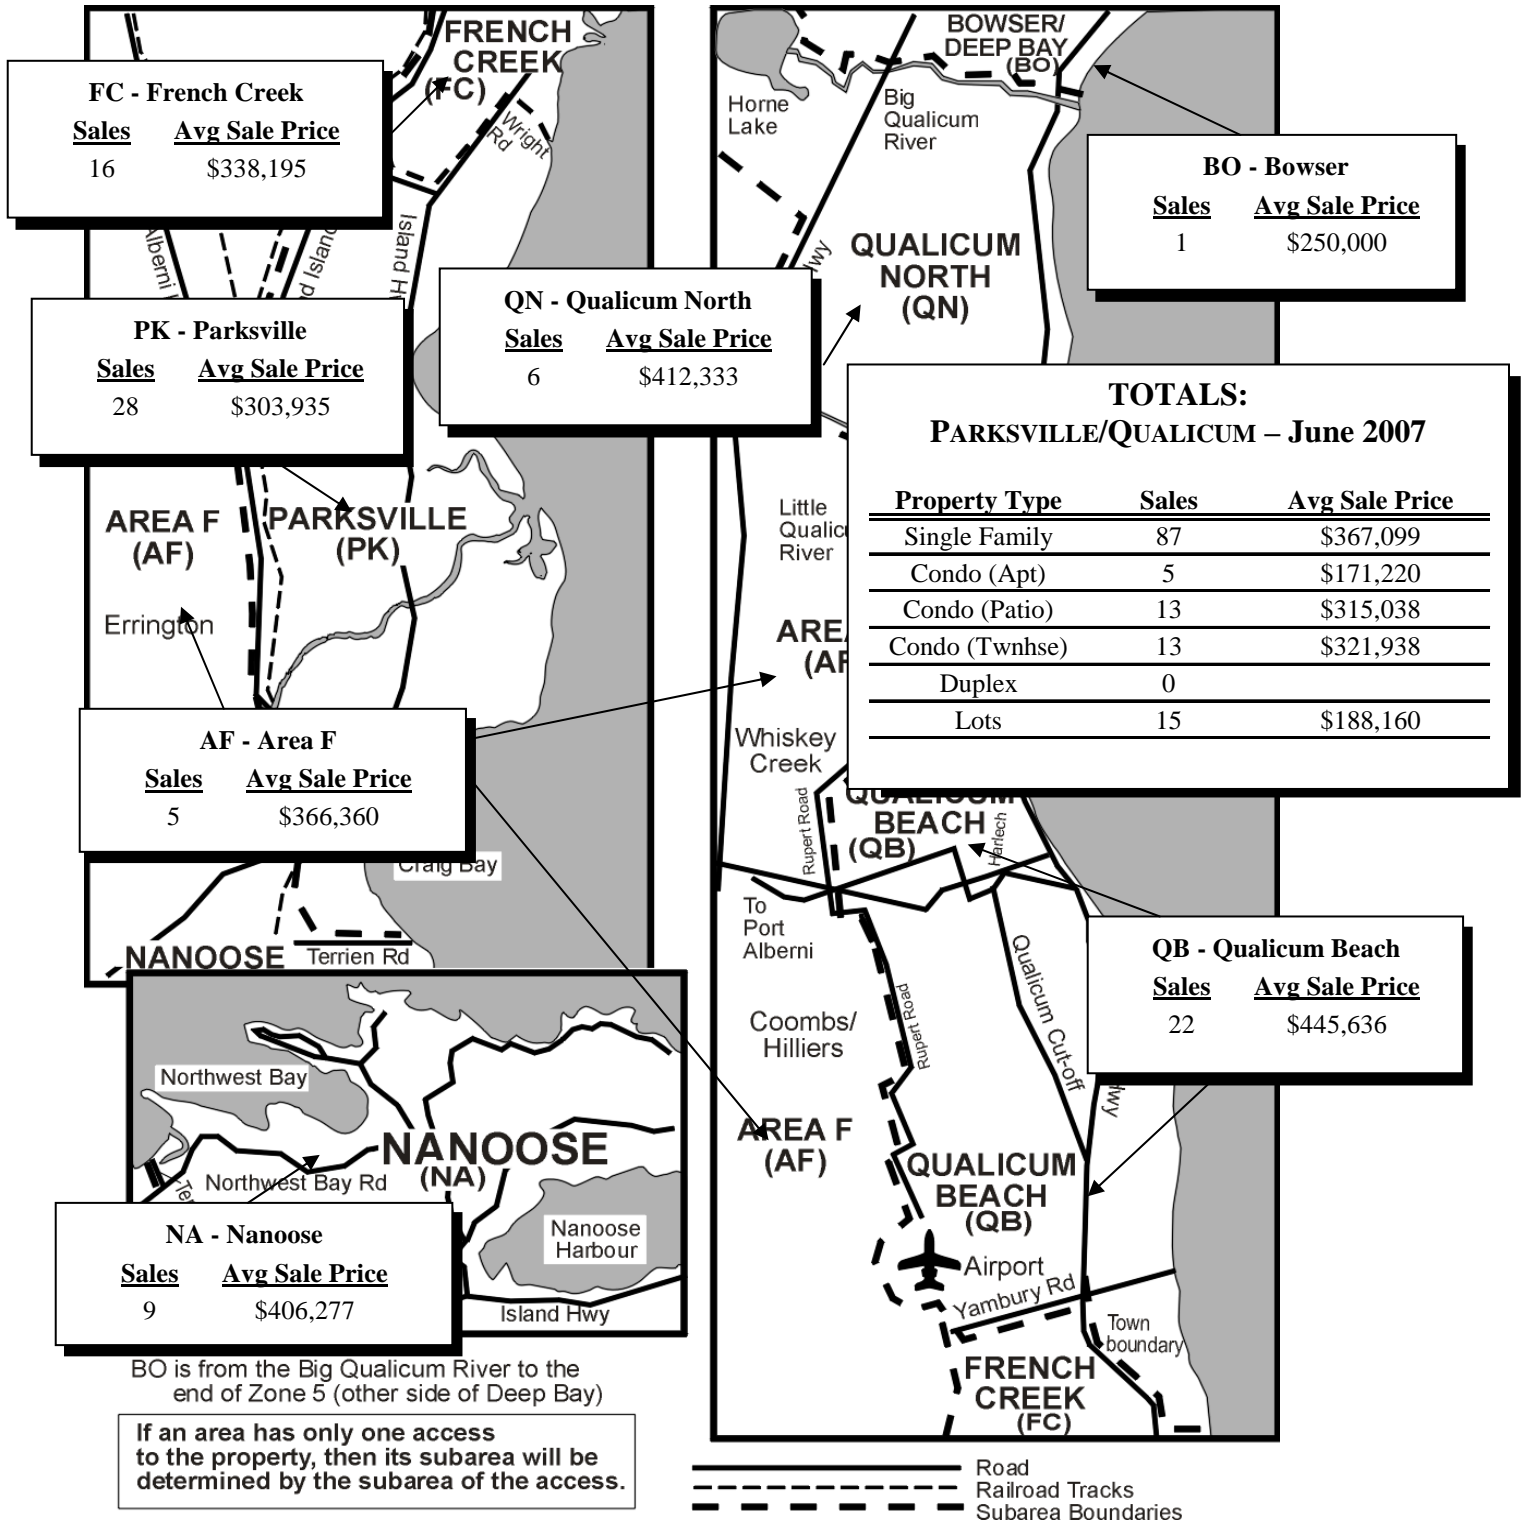 FRENCH
CREEK
(FC)
FC - French Creek
Sales Avg Sale Price
16 $338,195
Wright
Rd
Island
PK - Parksville
Sales Avg Sale Price
28 $303,935
AREA F
(AF)
PARKSVILLE
(PK)
Errington
AF - Area F
Sales Avg Sale Price
5 $366,360
Craig Bay
NANOOSE
Terrien Rd
Northwest Bay
NANOOSE
(NA)
Northwest Bay Rd
Nanoose
Harbour
Island Hwy
NA - Nanoose
Sales Avg Sale Price
9 $406,277
BO is from the Big Qualicum River to the
end of Zone 5 (other side of Deep Bay)
If an area has only one access
to the property, then its subarea will be
determined by the subarea of the access.
BOWSER/
DEEP BAY
(BO)
Horne
Lake
Big
Qualicum
River
BO - Bowser
Sales Avg Sale Price
1 $250,000
QUALICUM
NORTH
(QN)
Hwy
QN - Qualicum North
Sales Avg Sale Price
6 $412,333
TOTALS:
PARKSVILLE/QUALICUM – June 2007
Property Type Sales Avg Sale Price
Single Family 87 $367,099
Condo (Apt) 5 $171,220
Condo (Patio) 13 $315,038
Condo (Twnhse) 13 $321,938
Duplex 0
Lots 15 $188,160
Little
River
Whiskey
Creek
Rupert Road
QUALICUM
BEACH
(QB)
Harlech
To
Port
Alberni
QB - Qualicum Beach
Sales Avg Sale Price
22 $445,636
Qualicum Cut-off
Rupert Road
Hwy
Coombs/
Hilliers
AREA F
(AF)
QUALICUM
BEACH
(QB)
Airport
Yambury Rd
Town
boundary
FRENCH
CREEK
(FC)
Road
Railroad Tracks
Subarea Boundaries